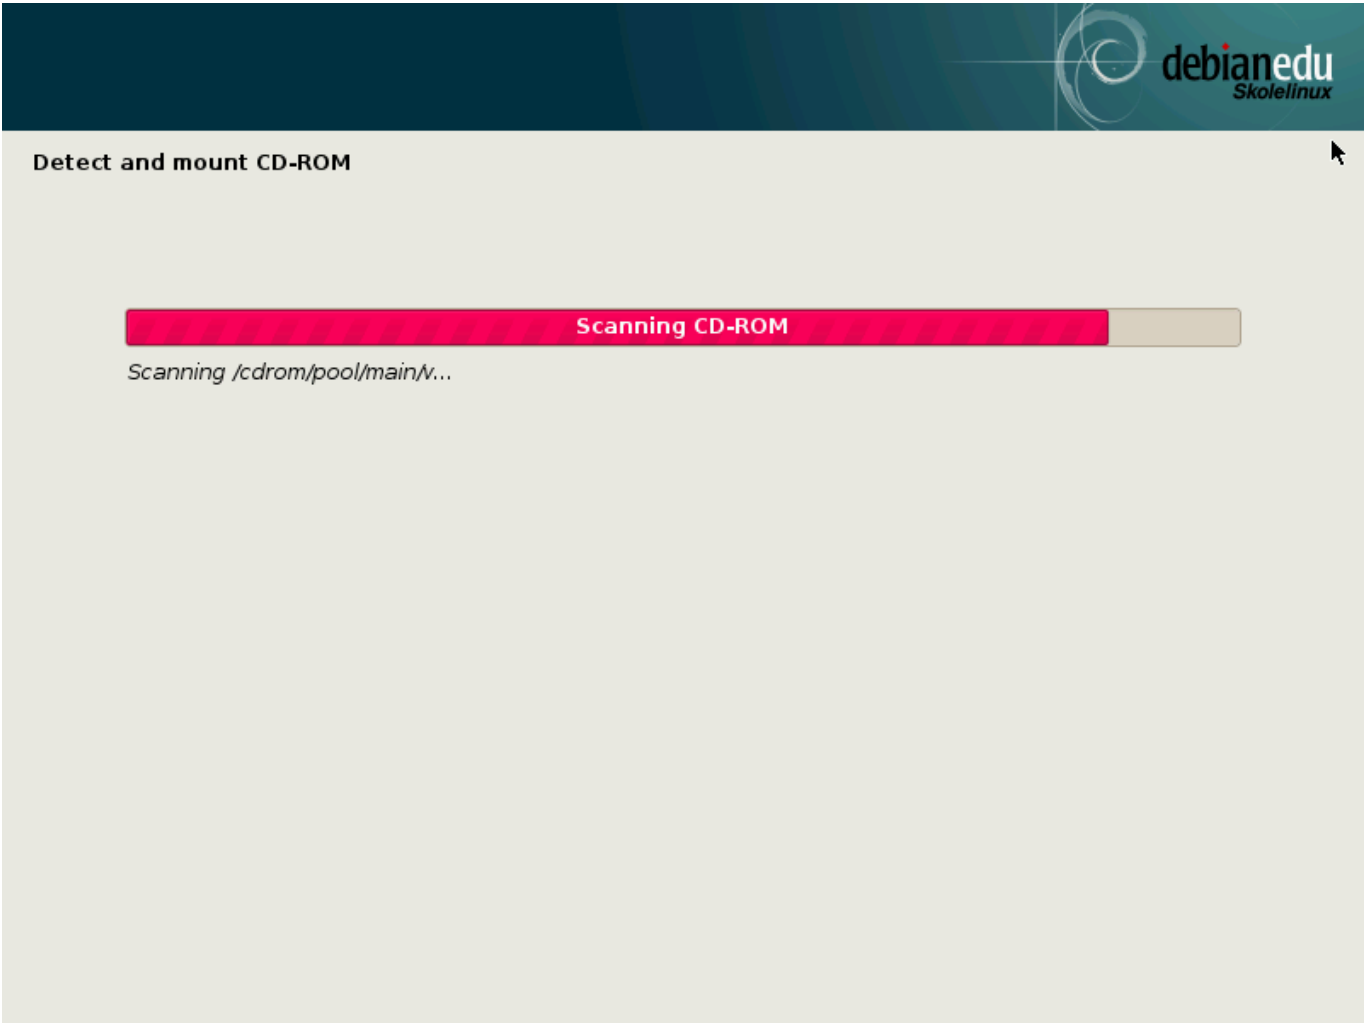 debianedu
Skolelinux
Detect and mount CD-ROM
Scanning CD-ROM
Scanning /cdrom/pool/main/v...